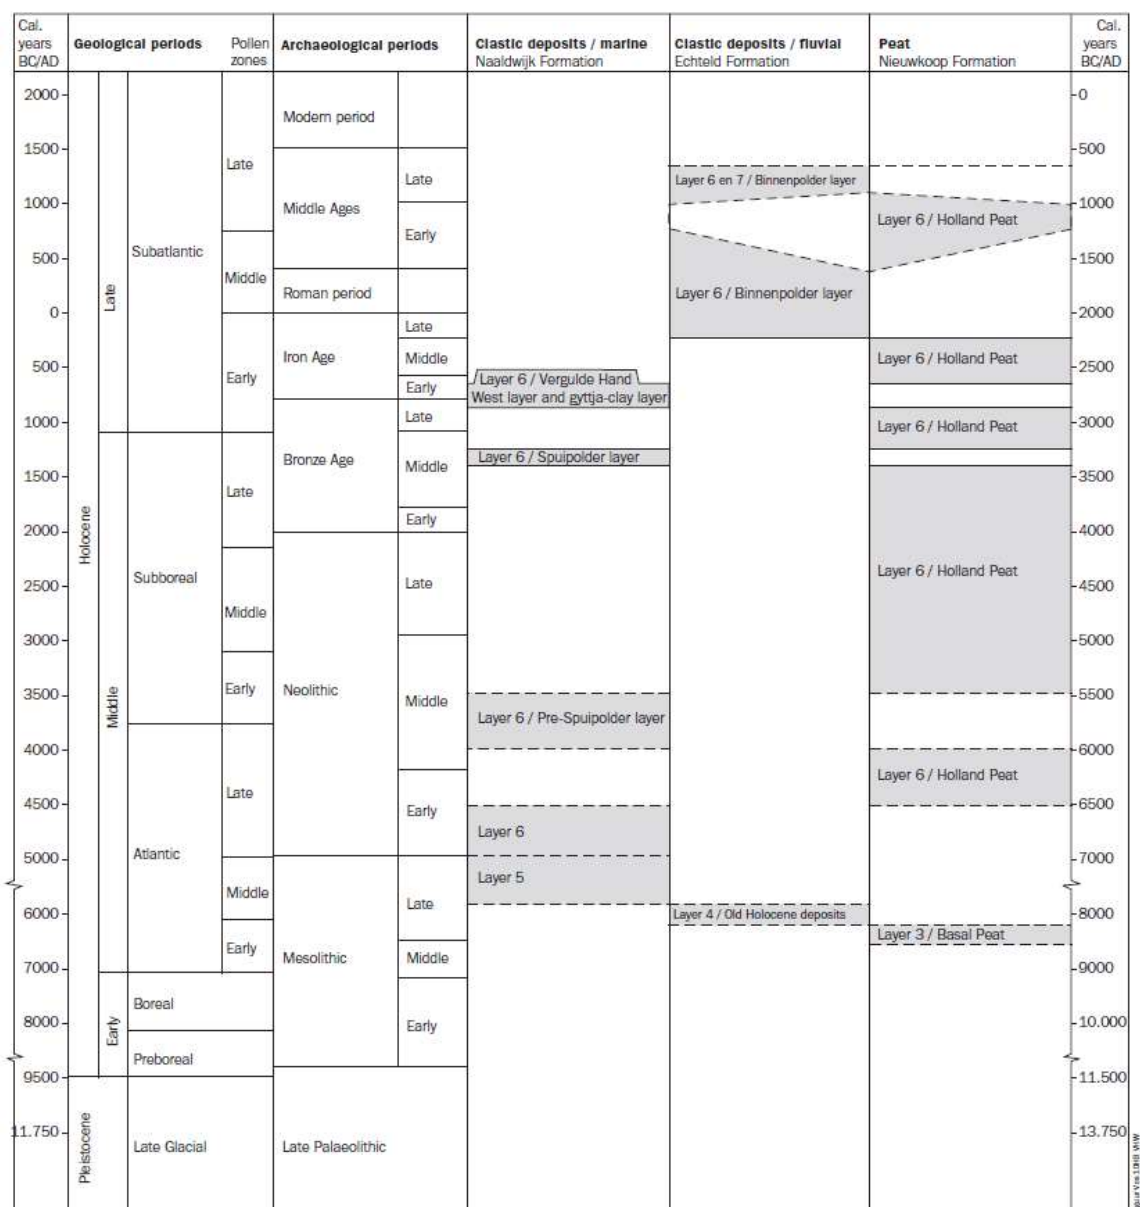 Cal.
years
BC/AD
Geological periods
Pollen
zones
Archaeological periods
Clastic deposits / marine
Naaldwijk Formation
Clastic deposits / fluvial
Echteld Formation
Peat
Nieuwkoop Formation
Cal.
years
BC/AD
2000
1500
1000
500
0
500
1000
1500
2000
2500
3000
3500
4000
4500
5000
6000
7000
8000
9500
11.750
Holocene
Pleistocene
Late
Middle
Early
Subatlantic
Subboreal
Atlantic
Boreal
Preboreal
Late Glacial
Late
Middle
Early
Late
Middle
Early
Late
Middle
Early
Modern period
Middle Ages
Roman period
Iron Age
Bronze Age
Neolithic
Mesolithic
Late Palaeolithic
Late
Early
Late
Middle
Early
Late
Middle
Early
Late
Middle
Early
Late
Middle
Early
Layer 6 / Vergulde Hand
West layer and gyttja-clay layer
Layer 6 / Spuipolder layer
Layer 6 / Pre-Spuipolder layer
Layer 6
Layer 5
Layer 6 en 7 / Binnenpolder layer
Layer 6 / Binnenpolder layer
Layer 4 / Old Holocene deposits
Layer 6 / Holland Peat
Layer 6 / Holland Peat
Layer 6 / Holland Peat
Layer 6 / Holland Peat
Layer 6 / Holland Peat
Layer 3 / Basal Peat
0
500
1000
1500
2000
2500
3000
3500
4000
4500
5000
5500
6000
6500
7000
8000
9000
10.000
11.500
13.750